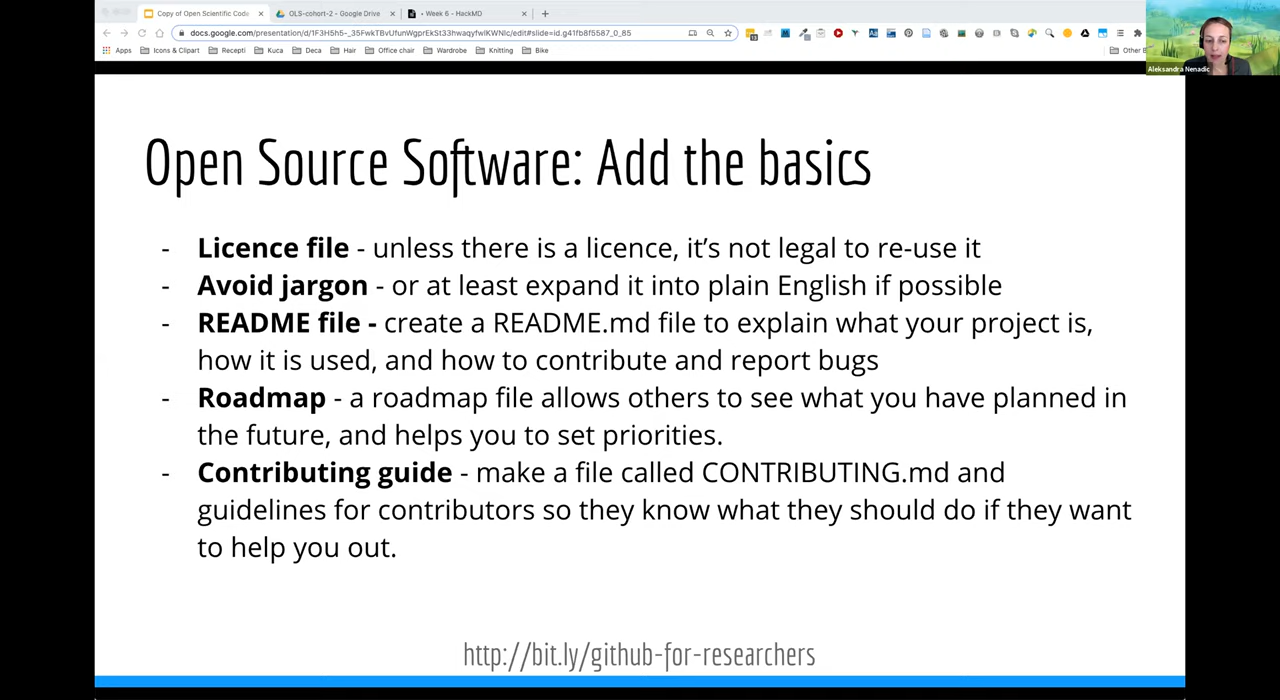 Copy of Open Scientific Code
OLS-cohort-2 - Google Drive
· Week 6 - HackMD
docs.google.com/presentation/d/1F3H5h5-_35FwkTBvUfunWgprEkSt33hwaqyfwlKWNlc/edit#slide=id.g41fb8f5587_0_85
Apps Icons & Clipart Recepti Kuca Deca Hair Office chair Wardrobe Knitting Bike Other B
Aleksandra Nenadic
Open Source Software: Add the basics
- Licence file - unless there is a licence, it's not legal to re-use it
- Avoid jargon - or at least expand it into plain English if possible
- README file - create a README.md file to explain what your project is,
how it is used, and how to contribute and report bugs
- Roadmap - a roadmap file allows others to see what you have planned in
the future, and helps you to set priorities.
- Contributing guide - make a file called CONTRIBUTING.md and
guidelines for contributors so they know what they should do if they want
to help you out.
http://bit.ly/github-for-researchers